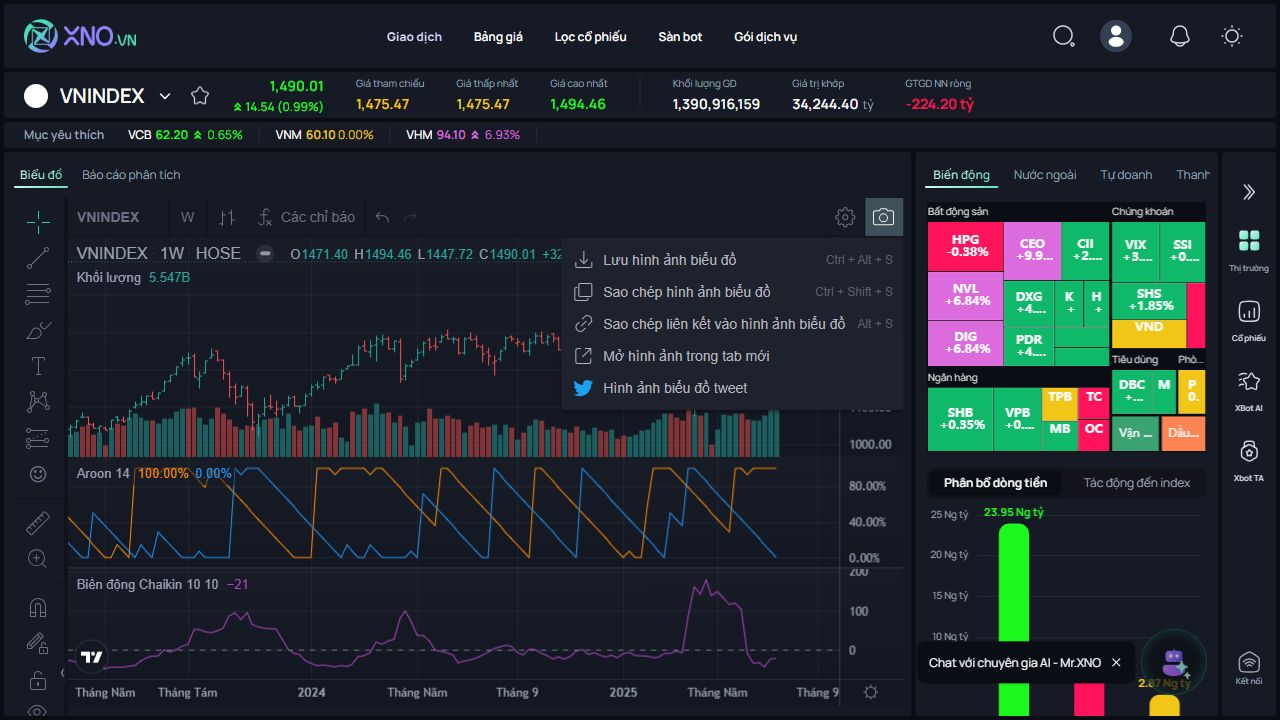 XNO.VN
Giao dịch Bảng giá Lọc cổ phiếu Sàn bot Gói dịch vụ
VNINDEX
1,490.01
14.54 (0.99%)
Giá tham chiếu
1,475.47
Giá thấp nhất
1,475.47
Giá cao nhất
1,494.46
Khối lượng GD
1,390,916,159
Giá trị khớp
34,244.40 tỷ
GTGD NN ròng
-224.20 tỷ
Mục yêu thích VCB 62.20 0.65% VNM 60.10 0.00% VHM 94.10 6.93%
Biểu đồ Báo cáo phân tích
VNINDEX W Các chỉ báo
VNINDEX · 1W · HOSE O1471.40 H1494.46 L1447.72 C1490.01 +32
Khối lượng 5.547B
Lưu hình ảnh biểu đồ Ctrl + Alt + S
Sao chép hình ảnh biểu đồ Ctrl + Shift + S
Sao chép liên kết vào hình ảnh biểu đồ Alt + S
Mở hình ảnh trong tab mới
Hình ảnh biểu đồ tweet
1000.00
Aroon 14 100.00% 0.00%
80.00%
40.00%
0.00%
Biên động Chaikin 10 10 −21
200
100
0
Tháng Năm Tháng Tám 2024 Tháng Năm Tháng 9 2025 Tháng Năm Tháng 9
Biến động Nước ngoài Tự doanh Thanh
Bất động sản
HPG
-0.38%
CEO
+9.9...
CII
+2....
NVL
+6.84%
DXG
+4....
K
+
H
+
DIG
+6.84%
PDR
+4....
Chứng khoán
VIX
+3....
SSI
+0....
SHS
+1.85%
VND
Ngân hàng
SHB
+0.35%
VPB
+0....
TPB
TC
MB
OC
Tiêu dùng
DBC
+...
M
Phò...
P
0.
Vận ...
Dầu...
Phân bổ dòng tiền Tác động đến index
25 Ng tỷ
23.95 Ng tỷ
20 Ng tỷ
15 Ng tỷ
10 Ng tỷ
Chat với chuyên gia AI - Mr.XNO
2.87 Ng tỷ
Thị trường
Cổ phiếu
XBot AI
Xbot TA
Kết nối